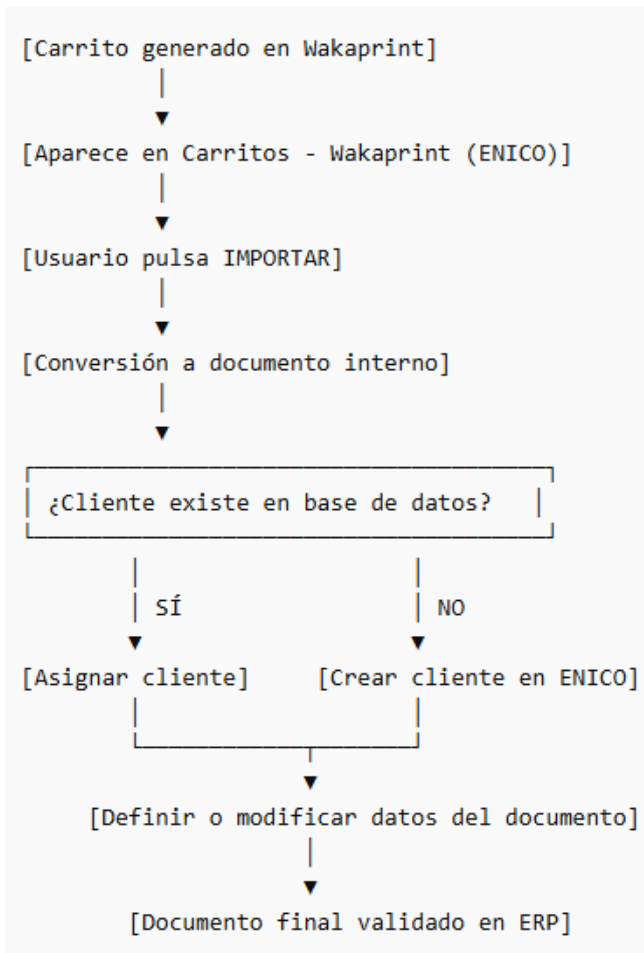 [Carrito generado en Wakaprint]
[Aparece en Carritos - Wakaprint (ENICO)]
[Usuario pulsa IMPORTAR]
[Conversión a documento interno]
¿Cliente existe en base de datos?
SÍ NO
[Asignar cliente] [Crear cliente en ENICO]
[Definir o modificar datos del documento]
[Documento final validado en ERP]